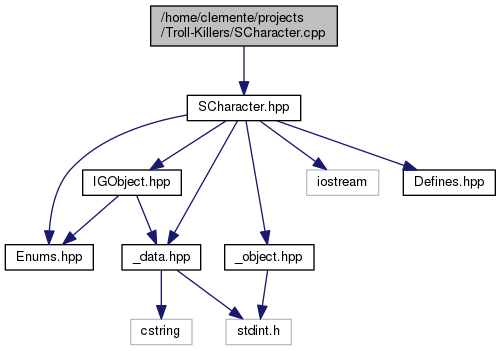 /home/clemente/projects
/Troll-Killers/SCharacter.cpp
SCharacter.hpp
IGObject.hpp
iostream
Defines.hpp
Enums.hpp
_data.hpp
_object.hpp
cstring
stdint.h